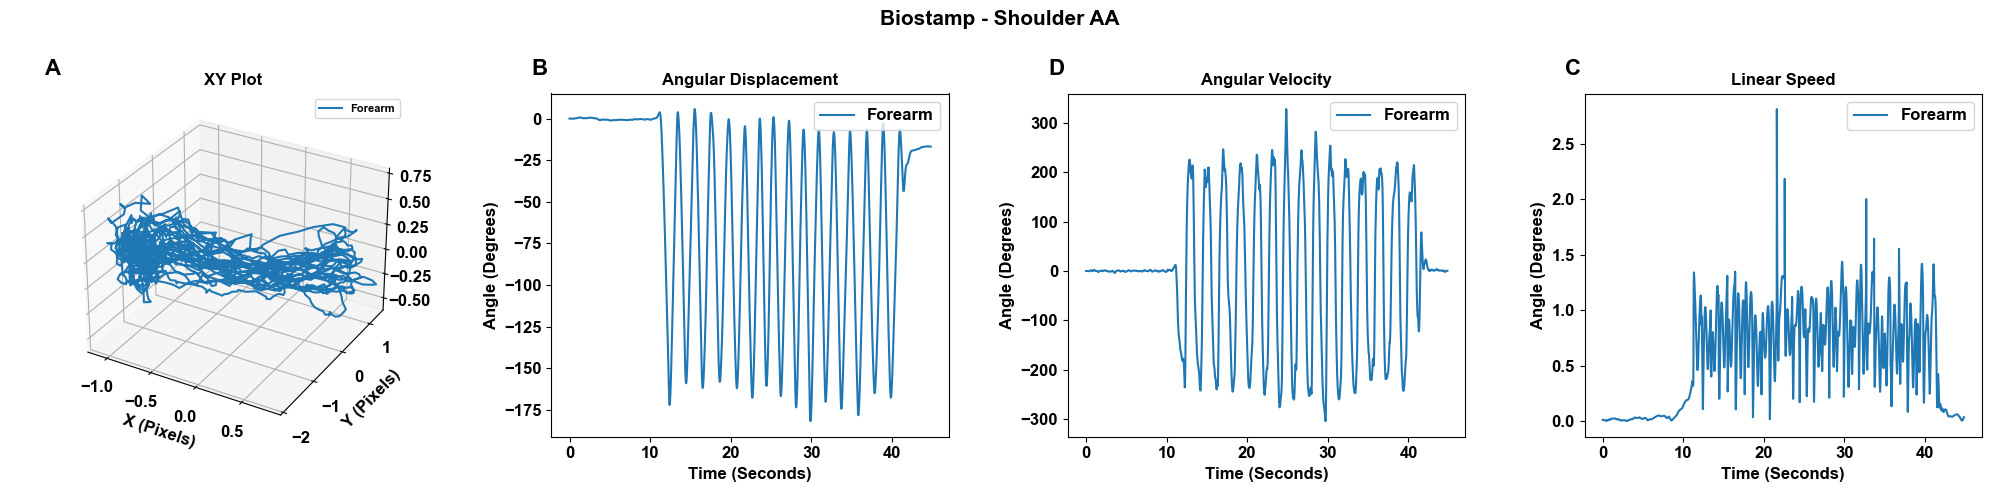 Biostamp - Shoulder AA
A
XY Plot
Forearm
0.75
0.50
0.25
0.00
−0.25
−0.50
−1.0
−0.5
0.0
0.5
X (Pixels)
−2
−1
0
1
Y (Pixels)
B
Angular Displacement
Forearm
0
−25
−50
−75
−100
−125
−150
−175
Angle (Degrees)
0 10 20 30 40
Time (Seconds)
D
Angular Velocity
Forearm
300
200
100
0
−100
−200
−300
Angle (Degrees)
0 10 20 30 40
Time (Seconds)
C
Linear Speed
Forearm
2.5
2.0
1.5
1.0
0.5
0.0
Angle (Degrees)
0 10 20 30 40
Time (Seconds)